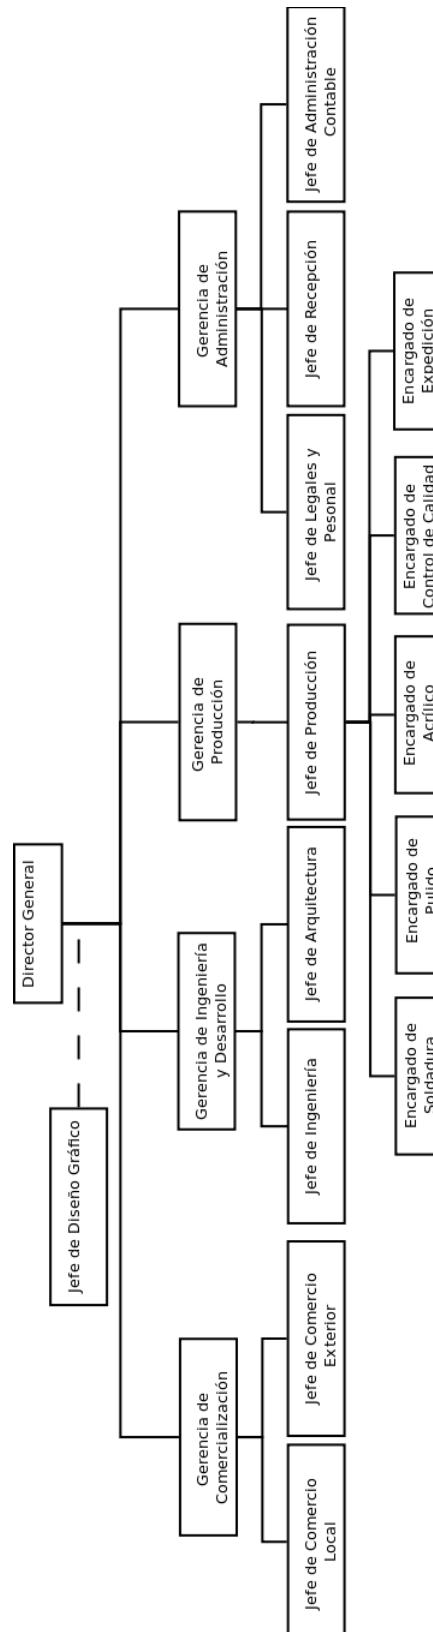 Director General
Jefe de Diseño Gráfico
Gerencia de
Comercialización
Gerencia de Ingeniería
y Desarrollo
Gerencia de
Producción
Gerencia de
Administración
Jefe de Comercio
Local
Jefe de Comercio
Exterior
Jefe de Ingeniería
Jefe de Arquitectura
Jefe de Producción
Jefe de Legales y
Pesonal
Jefe de Recepción
Jefe de Administración
Contable
Encargado de
Soldadura
Encargado de
Pulido
Encargado de
Acrílico
Encargado de
Control de Calidad
Encargado de
Expedición